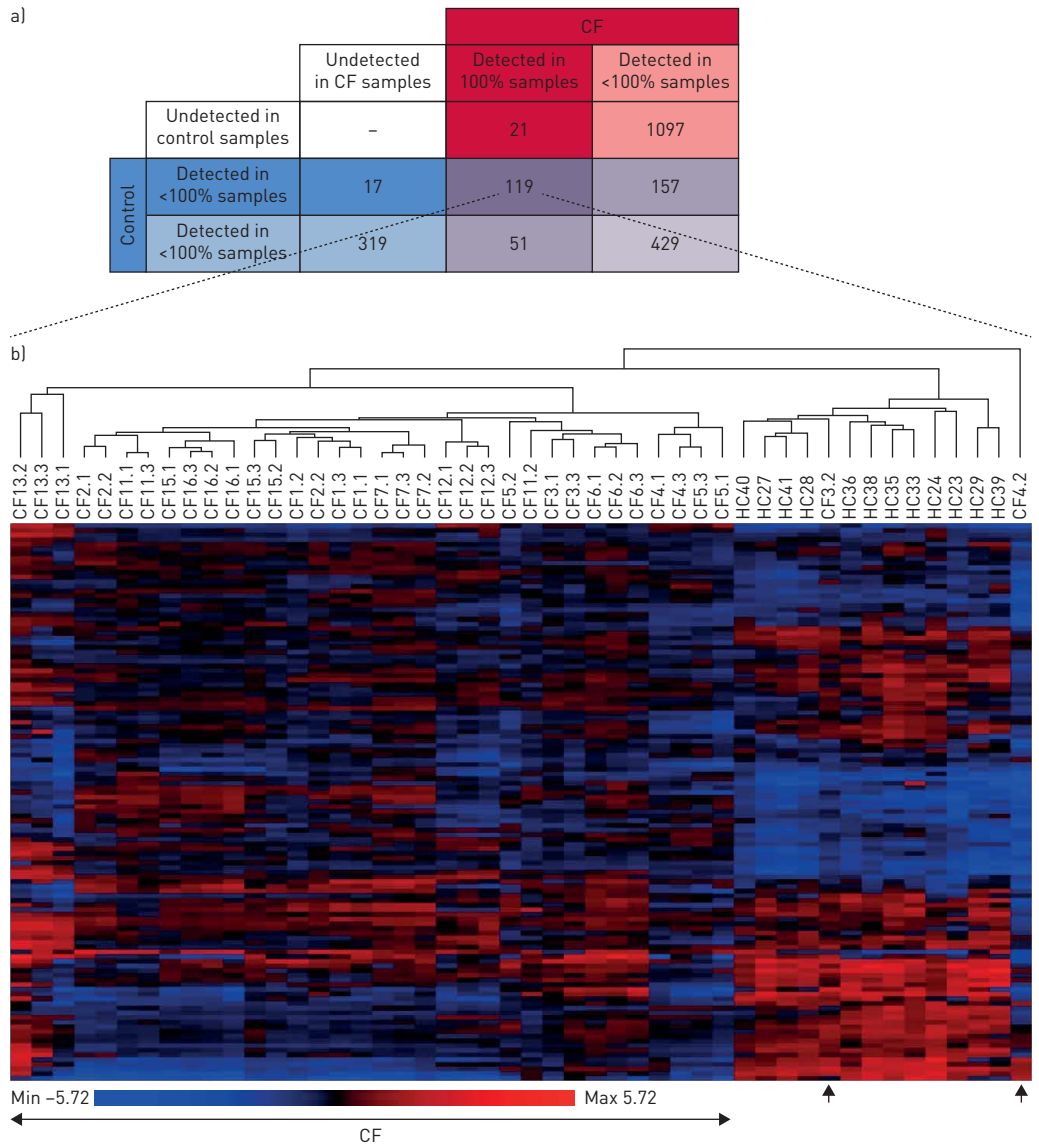 a)
CF
Undetected
in CF samples
Detected in
100% samples
Detected in
<100% samples
Undetected in
control samples
–
21
1097
Control
Detected in
<100% samples
17
119
157
Detected in
<100% samples
319
51
429
b)
CF13.2
CF13.3
CF13.1
CF2.1
CF2.2
CF11.1
CF11.3
CF15.1
CF16.3
CF16.2
CF16.1
CF15.3
CF15.2
CF1.2
CF2.2
CF1.3
CF1.1
CF7.1
CF7.3
CF7.2
CF12.1
CF12.2
CF12.3
CF5.2
CF11.2
CF3.1
CF3.3
CF6.1
CF6.2
CF6.3
CF4.1
CF4.3
CF5.3
CF5.1
HC40
HC27
HC41
HC28
CF3.2
HC36
HC38
HC35
HC33
HC24
HC23
HC29
HC39
CF4.2
Min –5.72
Max 5.72
CF